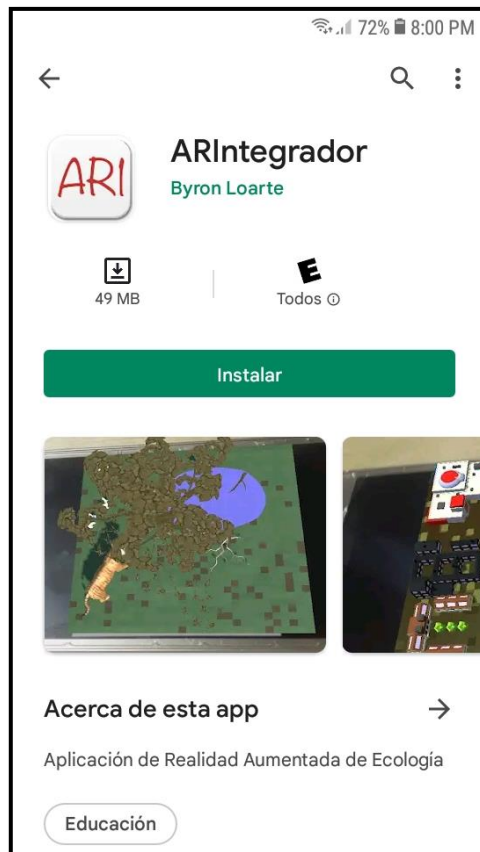 72% 8:00 PM
ARI
ARIntegrador
Byron Loarte
E
49 MB
Todos
Instalar
Acerca de esta app
Aplicación de Realidad Aumentada de Ecología
Educación